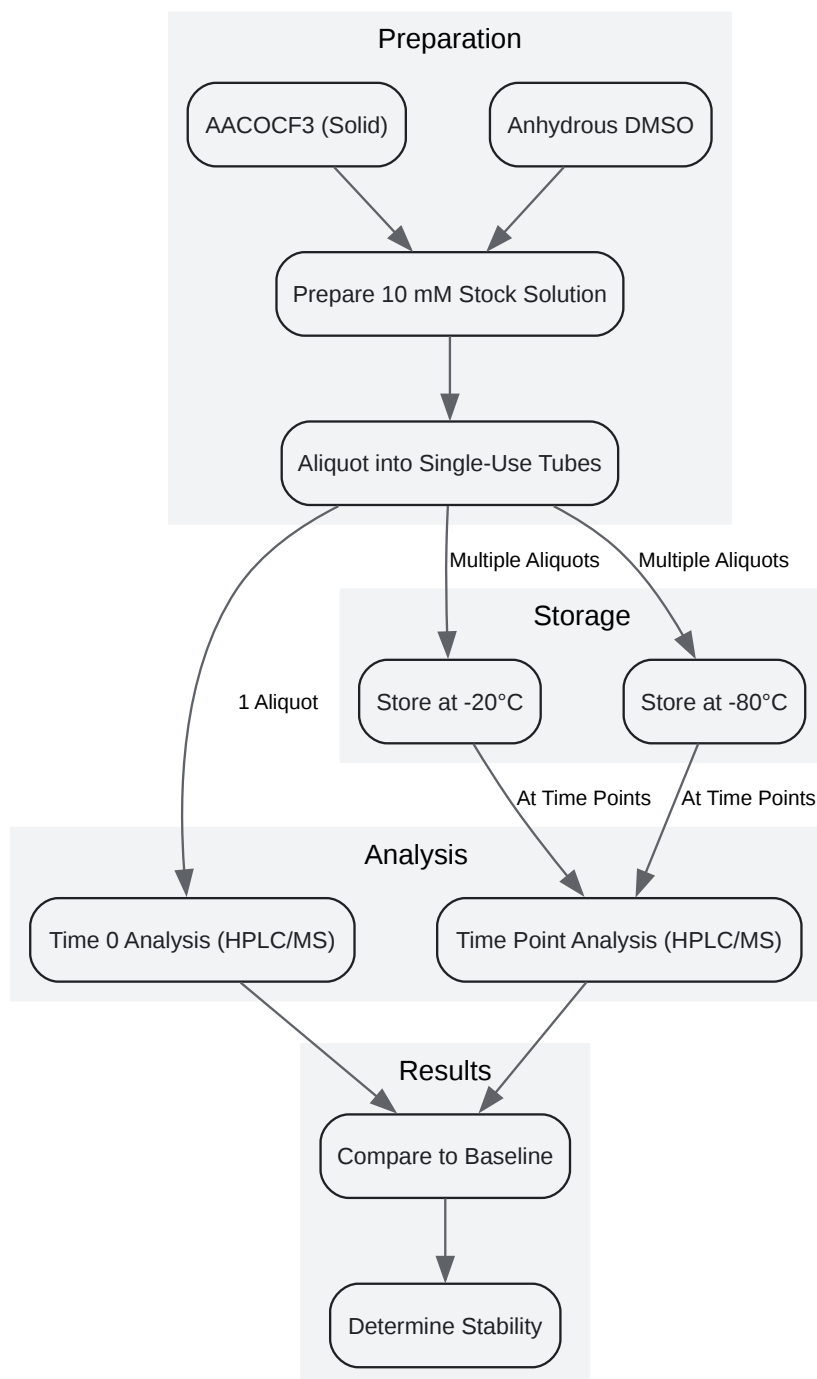 Preparation
AACOCF3 (Solid)
Anhydrous DMSO
Prepare 10 mM Stock Solution
Aliquot into Single-Use Tubes
Multiple Aliquots
Multiple Aliquots
Storage
1 Aliquot
Store at -20°C
Store at -80°C
At Time Points
At Time Points
Analysis
Time 0 Analysis (HPLC/MS)
Time Point Analysis (HPLC/MS)
Results
Compare to Baseline
Determine Stability